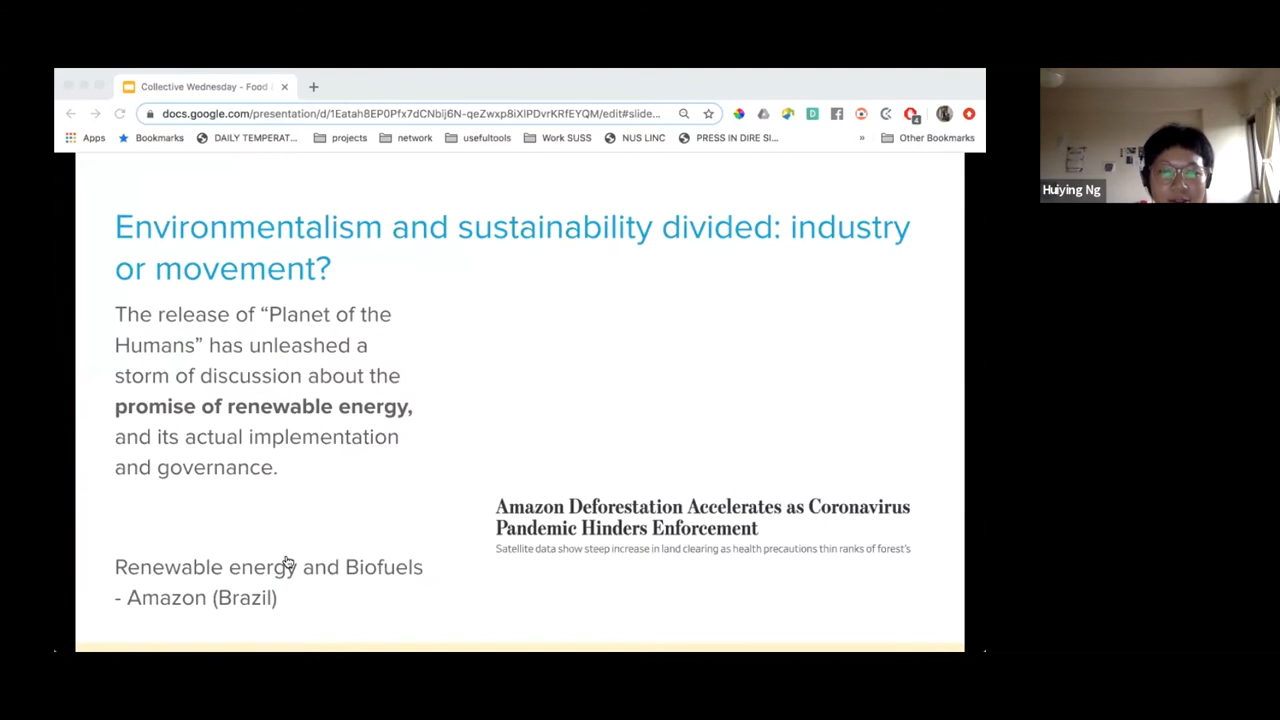 Collective Wednesday - Food
docs.google.com/presentation/d/1Eatah8EP0Pfx7dCNbij6N-qeZwxp8iXlPDvrKRfEYQM/edit#slide...
Apps
Bookmarks
DAILY TEMPERAT...
projects
network
usefultools
Work SUSS
NUS LINC
PRESS IN DIRE SI...
»
Other Bookmarks
4
Huiying Ng
Environmentalism and sustainability divided: industry
or movement?
The release of “Planet of the
Humans” has unleashed a
storm of discussion about the
promise of renewable energy,
and its actual implementation
and governance.
Amazon Deforestation Accelerates as Coronavirus
Pandemic Hinders Enforcement
Satellite data show steep increase in land clearing as health precautions thin ranks of forest’s
Renewable energy and Biofuels
- Amazon (Brazil)